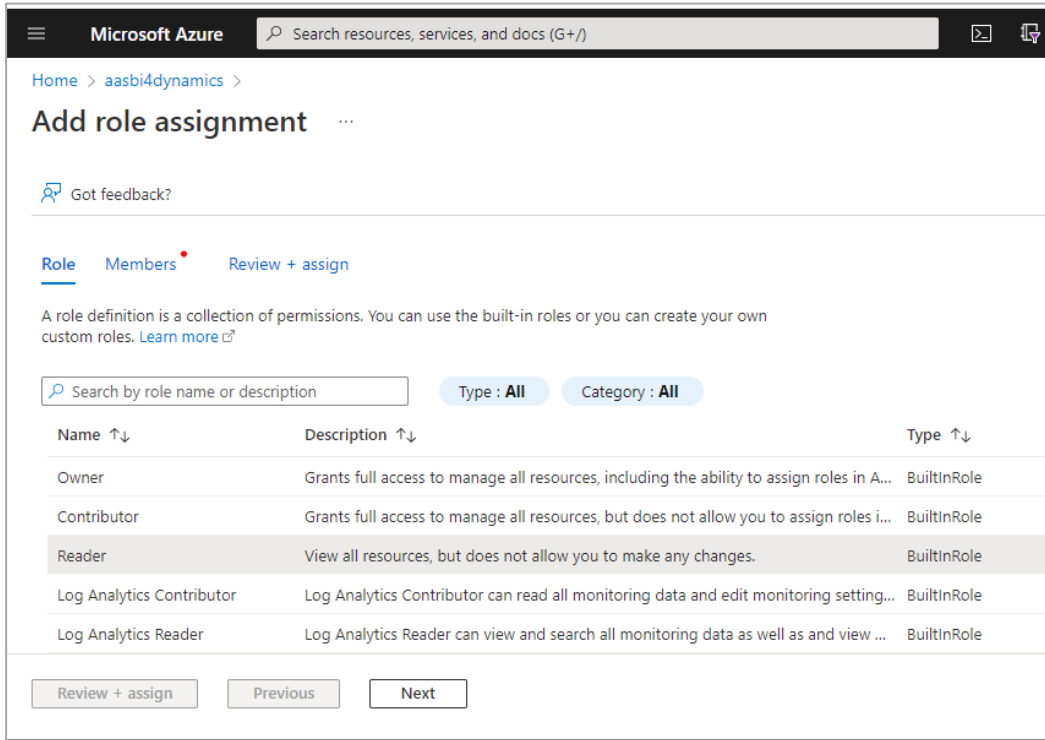 Microsoft Azure Search resources, services, and docs (G+/)
Home > aasbi4dynamics >
Add role assignment ...
Got feedback?
Role Members Review + assign
A role definition is a collection of permissions. You can use the built-in roles or you can create your own
custom roles. Learn more
Search by role name or description Type : All Category : All
Name ↑↓ Description ↑↓ Type ↑↓
Owner Grants full access to manage all resources, including the ability to assign roles in A... BuiltInRole
Contributor Grants full access to manage all resources, but does not allow you to assign roles i... BuiltInRole
Reader View all resources, but does not allow you to make any changes. BuiltInRole
Log Analytics Contributor Log Analytics Contributor can read all monitoring data and edit monitoring setting... BuiltInRole
Log Analytics Reader Log Analytics Reader can view and search all monitoring data as well as and view ... BuiltInRole
Review + assign Previous Next